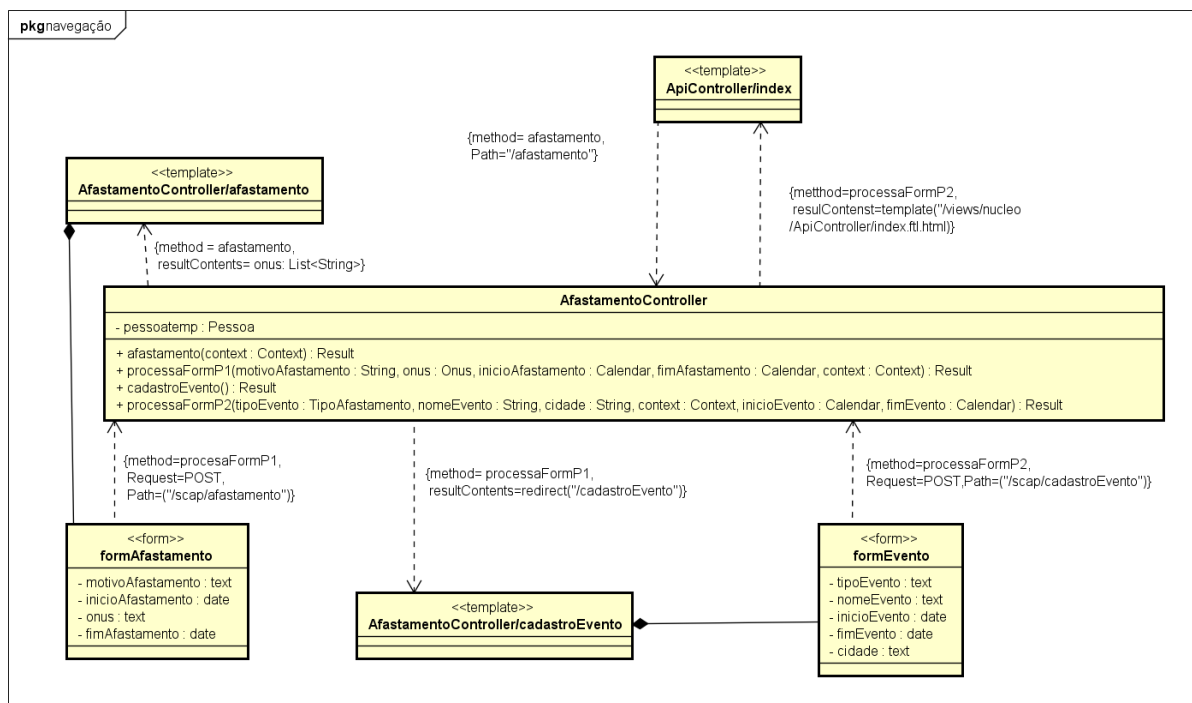 pkg navegação
<<template>>
ApiController/index
{method= afastamento,
Path="/afastamento"}
{metthod=processaFormP2,
resulContenst=template("/views/nucleo
/ApiController/index.ftl.html)}
<<template>>
AfastamentoController/afastamento
{method = afastamento,
resultContents= onus: List<String>}
AfastamentoController
- pessoatemp : Pessoa
+ afastamento(context : Context) : Result
+ processaFormP1(motivoAfastamento : String, onus : Onus, inicioAfastamento : Calendar, fimAfastamento : Calendar, context : Context) : Result
+ cadastroEvento() : Result
+ processaFormP2(tipoEvento : TipoAfastamento, nomeEvento : String, cidade : String, context : Context, inicioEvento : Calendar, fimEvento : Calendar) : Result
{method=procesaFormP1,
Request=POST,
Path=("/scap/afastamento")}
{method= processaFormP1,
resultContents=redirect("/cadastroEvento")}
{method=processaFormP2,
Request=POST,Path=("/scap/cadastroEvento")}
<<form>>
formAfastamento
- motivoAfastamento : text
- inicioAfastamento : date
- onus : text
- fimAfastamento : date
<<template>>
AfastamentoController/cadastroEvento
<<form>>
formEvento
- tipoEvento : text
- nomeEvento : text
- inicioEvento : date
- fimEvento : date
- cidade : text